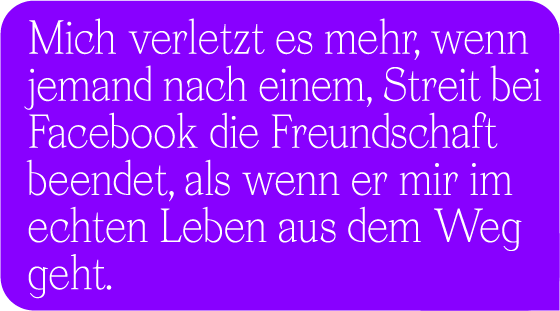 Mich verletzt es mehr, wenn
jemand nach einem, Streit bei
Facebook die Freundschaft
beendet, als wenn er mir im
echten Leben aus dem Weg
geht.